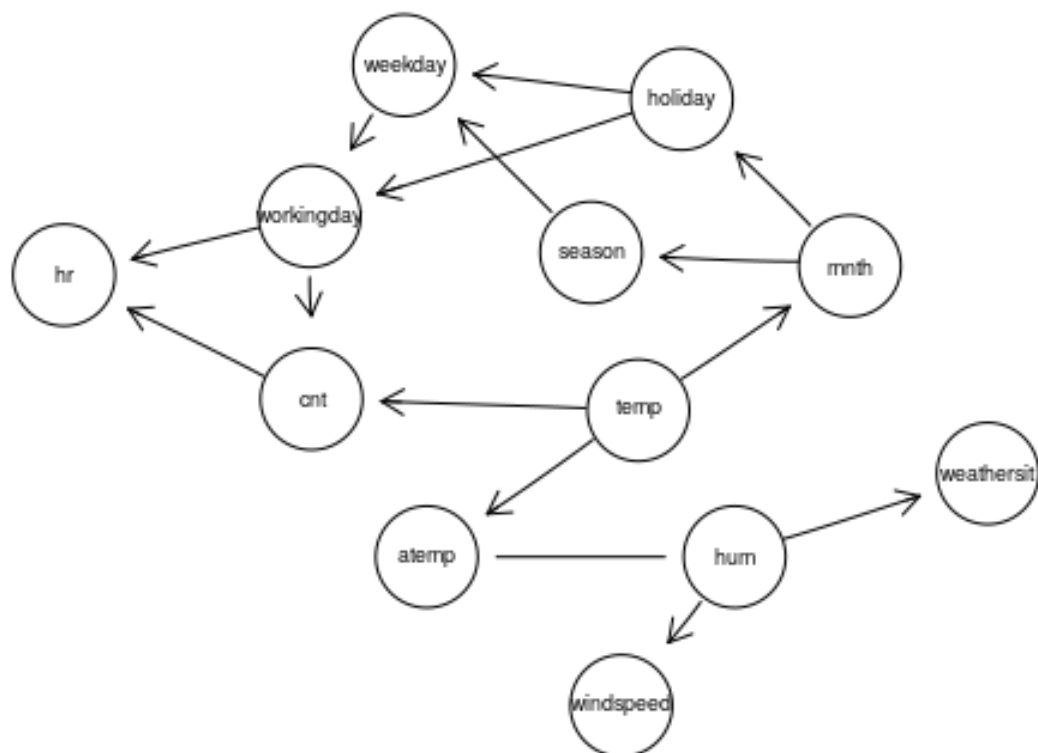 weekday
holiday
workingday
season
hr
mnth
cnt
temp
weathersit
atemp
hum
windspeed